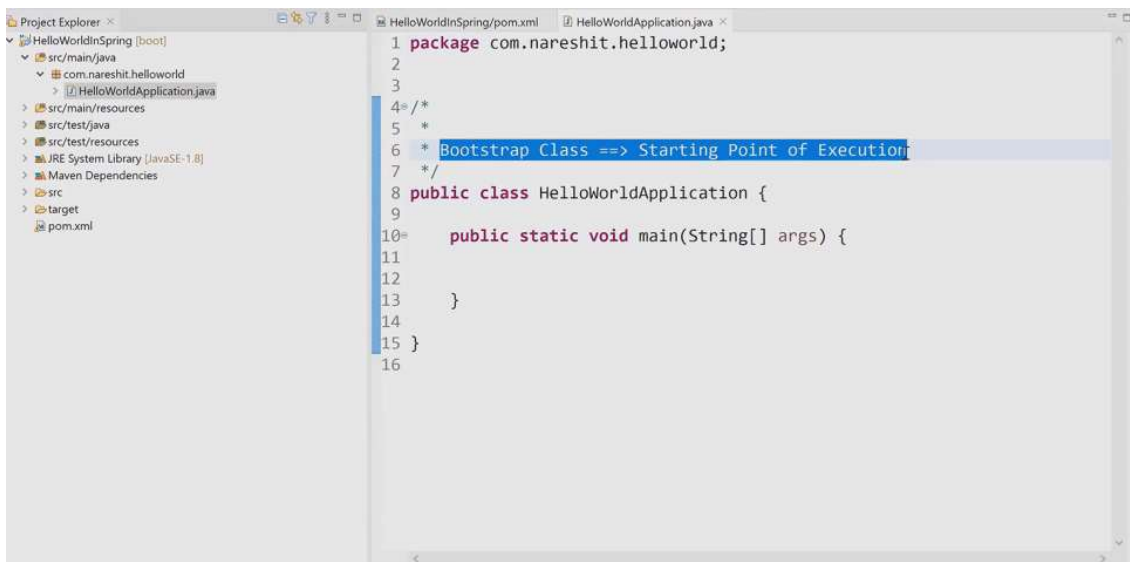 Project Explorer
HelloWorldInSpring [boot]
src/main/java
com.nareshit.helloworld
HelloWorldApplication.java
src/main/resources
src/test/java
src/test/resources
JRE System Library [JavaSE-1.8]
Maven Dependencies
src
target
pom.xml
HelloWorldInSpring/pom.xml
HelloWorldApplication.java
1 package com.nareshit.helloworld;
2
3
4 /*
5 *
6 * Bootstrap Class ==> Starting Point of Execution
7 */
8 public class HelloWorldApplication {
9
10 public static void main(String[] args) {
11
12
13 }
14
15 }
16